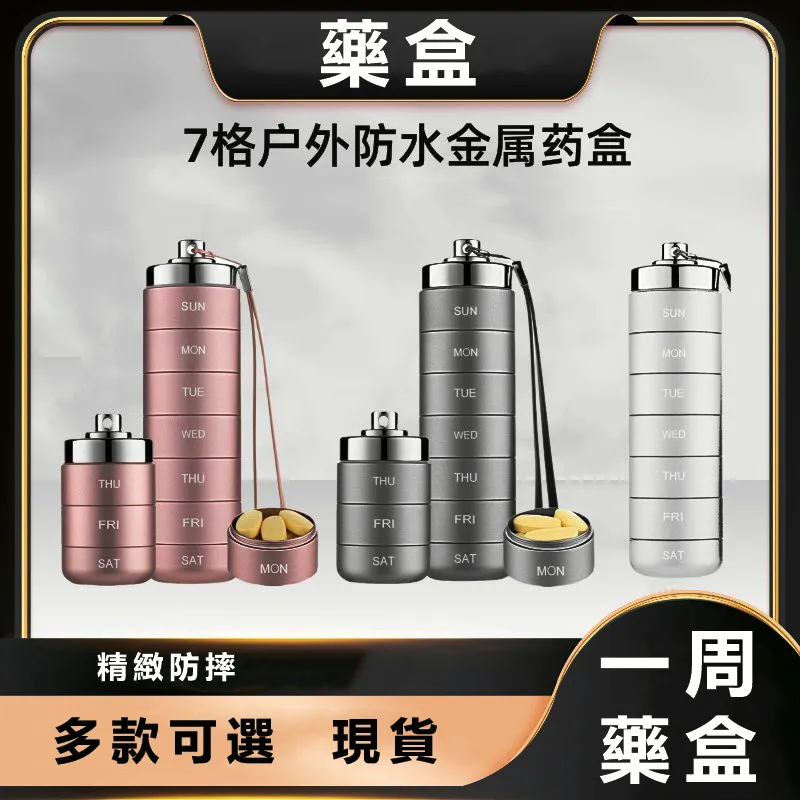 藥盒
7格户外防水金属药盒
SUN
MON
TUE
WED
THU
FRI
SAT
THU
FRI
SAT
MON
SUN
MON
TUE
WED
THU
FRI
SAT
THU
FRI
SAT
MON
SUN
MON
TUE
WED
THU
FRI
SAT
精緻防摔
多款可選 現貨
一周
藥盒